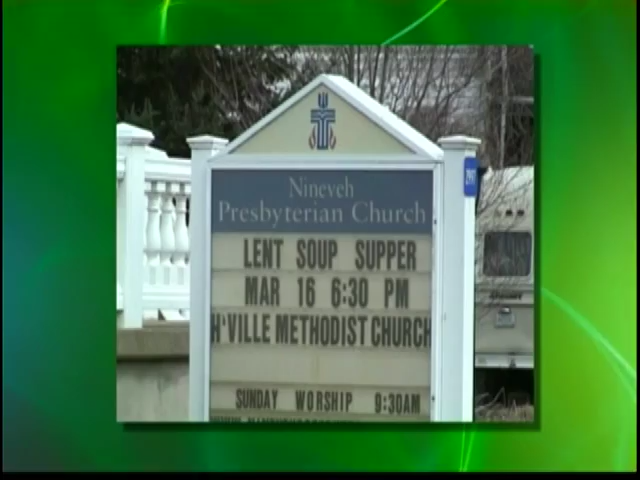 Nineveh
Presbyterian Church
LENT SOUP SUPPER
MAR 16 6:30 PM
H'VILLE METHODIST CHURCH
SUNDAY WORSHIP 9:30AM